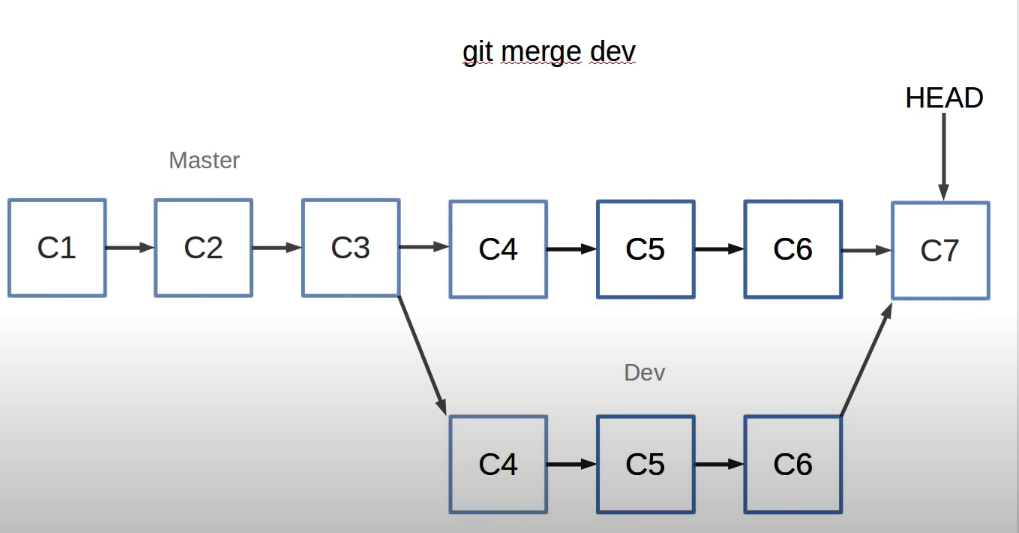 git merge dev
HEAD
Master
C1 C2 C3 C4 C5 C6 C7
Dev
C4 C5 C6